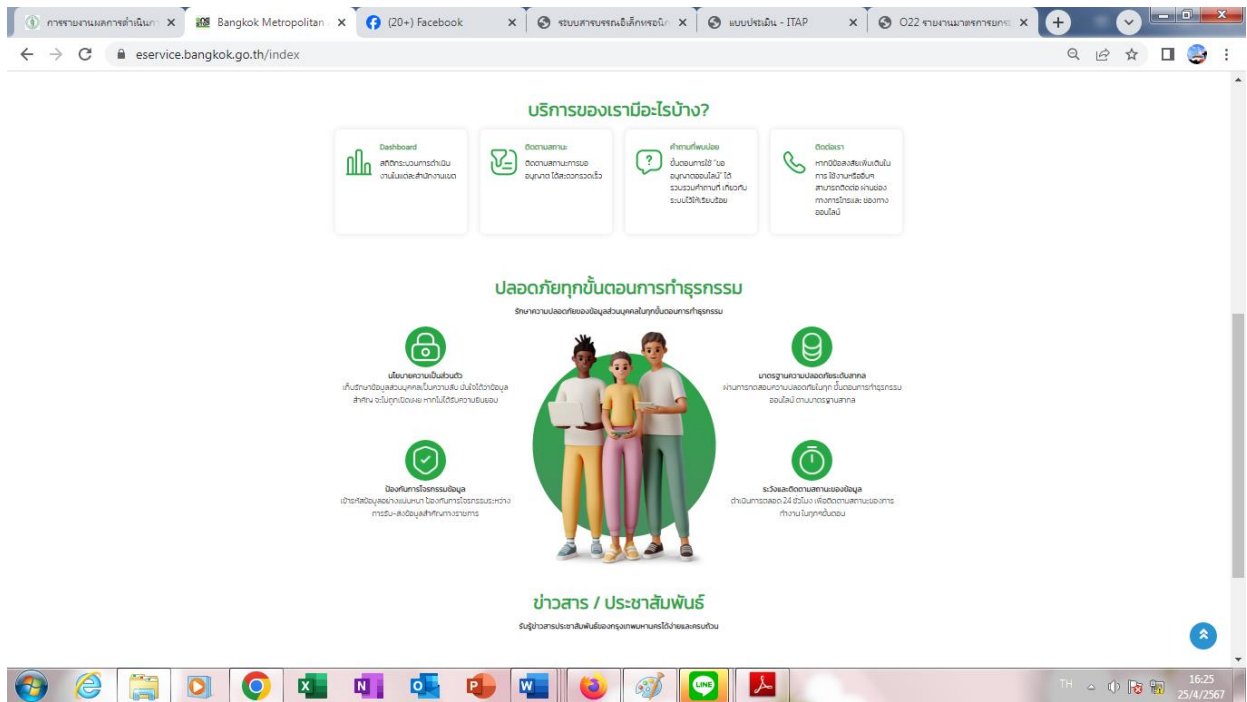 การรายงานผลการดำเนินก
Bangkok Metropolitan
(20+) Facebook
ระบบสารบรรณอิเล็กทรอนิก
แบบประเมิน - ITAP
O22 รายงานมาตรการยกระ
eservice.bangkok.go.th/index
บริการของเรามีอะไรบ้าง?
Dashboard
สถิติกระบวนการดำเนิน
งานในแต่ละสำนักงานเขต
ติดตามสถานะ
ติดตามสถานะการขอ
อนุญาต ได้สะดวกรวดเร็ว
คำถามที่พบบ่อย
ขั้นตอนการใช้ "ขอ
อนุญาตออนไลน์" ได้
รวบรวมคำถามที่ เกี่ยวกับ
ระบบไว้ให้เรียบร้อย
ติดต่อเรา
หากมีข้อสงสัยเพิ่มเติมใน
การ ใช้งานหรืออื่นๆ
สามารถติดต่อ ผ่านช่อง
ทางการโทรและ ช่องทาง
ออนไลน์
ปลอดภัยทุกขั้นตอนการทำธุรกรรม
รักษาความปลอดภัยของข้อมูลส่วนบุคคลในทุกขั้นตอนการทำธุรกรรม
นโยบายความเป็นส่วนตัว
เก็บรักษาข้อมูลส่วนบุคคลเป็นความลับ มั่นใจได้ว่าข้อมูล
สำคัญ จะไม่ถูกเปิดเผย หากไม่ได้รับความยินยอม
มาตรฐานความปลอดภัยระดับสากล
ผ่านการทดสอบความปลอดภัยในทุก ขั้นตอนการทำธุรกรรม
ออนไลน์ ตามมาตรฐานสากล
ป้องกันการโจรกรรมข้อมูล
เข้ารหัสข้อมูลอย่างแน่นหนา ป้องกันการโจรกรรมระหว่าง
การรับ-ส่งข้อมูลสำคัญทางราชการ
ระวังและติดตามสถานะของข้อมูล
ดำเนินการตลอด 24 ชั่วโมง เพื่อติดตามสถานะของการ
ทำงาน ในทุกๆขั้นตอน
ข่าวสาร / ประชาสัมพันธ์
รับรู้ข่าวสารประชาสัมพันธ์ของกรุงเทพมหานครได้ง่ายและครบถ้วน
TH
16:25
25/4/2567